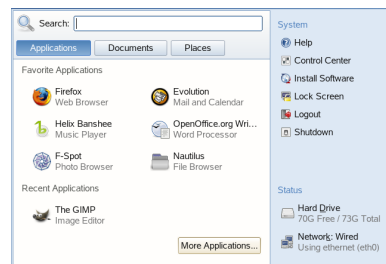 Search:
Applications
Documents
Places
Favorite Applications
Firefox
Web Browser
Evolution
Mail and Calendar
Helix Banshee
Music Player
OpenOffice.org Wri...
Word Processor
F-Spot
Photo Browser
Nautilus
File Browser
Recent Applications
The GIMP
Image Editor
More Applications...
System
Help
Control Center
Install Software
Lock Screen
Logout
Shutdown
Status
Hard Drive
70G Free / 73G Total
Network: Wired
Using ethernet (eth0)